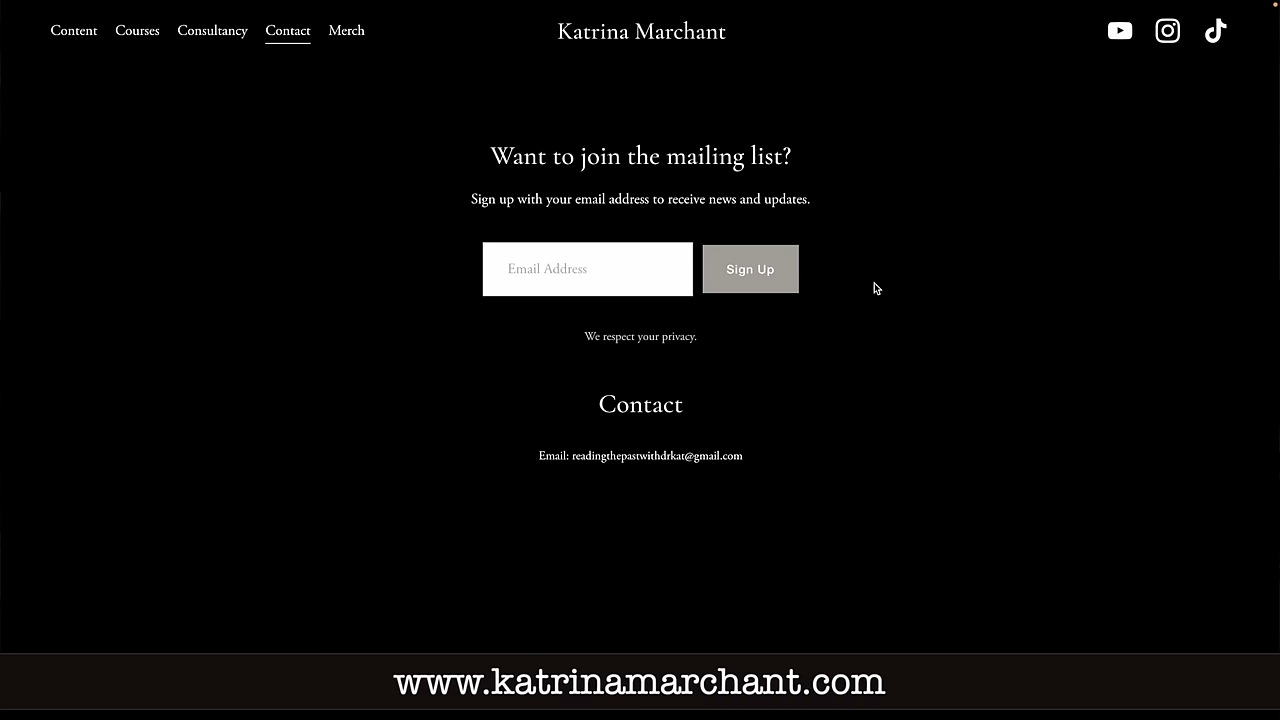 Content Courses Consultancy Contact Merch Katrina Marchant
Want to join the mailing list?
Sign up with your email address to receive news and updates.
Email Address Sign Up
We respect your privacy.
Contact
Email: readingthepastwithdrkat@gmail.com
www.katrinamarchant.com